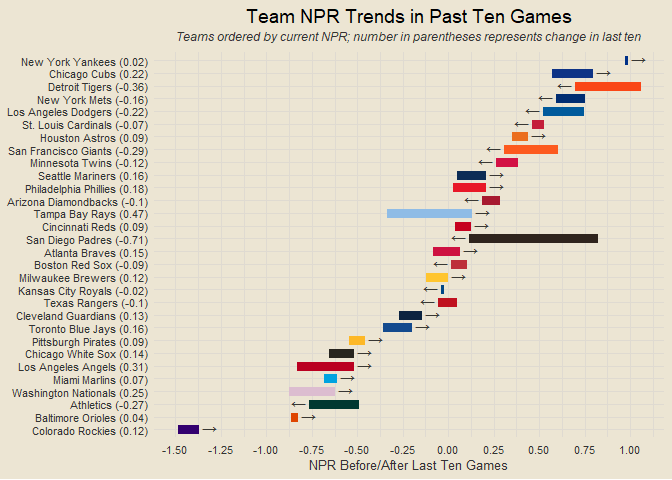 Team NPR Trends in Past Ten Games
Teams ordered by current NPR; number in parentheses represents change in last ten
New York Yankees (0.02)
Chicago Cubs (0.22)
Detroit Tigers (-0.36)
New York Mets (-0.16)
Los Angeles Dodgers (-0.22)
St. Louis Cardinals (-0.07)
Houston Astros (0.09)
San Francisco Giants (-0.29)
Minnesota Twins (-0.12)
Seattle Mariners (0.16)
Philadelphia Phillies (0.18)
Arizona Diamondbacks (-0.1)
Tampa Bay Rays (0.47)
Cincinnati Reds (0.09)
San Diego Padres (-0.71)
Atlanta Braves (0.15)
Boston Red Sox (-0.09)
Milwaukee Brewers (0.12)
Kansas City Royals (-0.02)
Texas Rangers (-0.1)
Cleveland Guardians (0.13)
Toronto Blue Jays (0.16)
Pittsburgh Pirates (0.09)
Chicago White Sox (0.14)
Los Angeles Angels (0.31)
Miami Marlins (0.07)
Washington Nationals (0.25)
Athletics (-0.27)
Baltimore Orioles (0.04)
Colorado Rockies (0.12)
-1.50 -1.25 -1.00 -0.75 -0.50 -0.25 0.00 0.25 0.50 0.75 1.00
NPR Before/After Last Ten Games